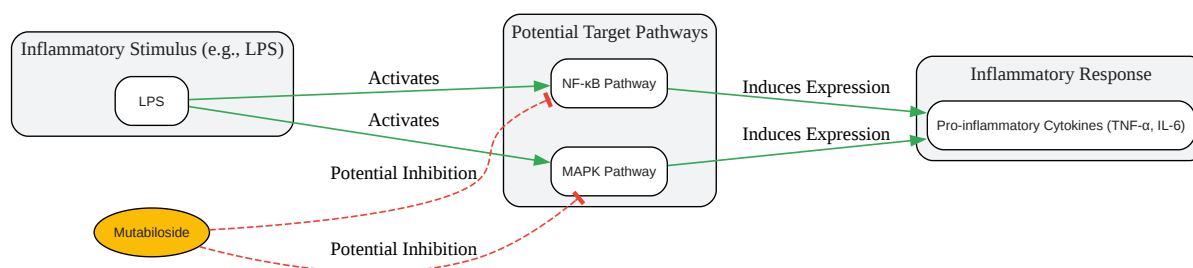 Inflammatory Stimulus (e.g., LPS)
LPS
Activates
Activates
Potential Target Pathways
NF-κB Pathway
MAPK Pathway
Induces Expression
Induces Expression
Inflammatory Response
Pro-inflammatory Cytokines (TNF-α, IL-6)
Potential Inhibition
Mutabiloside
Potential Inhibition